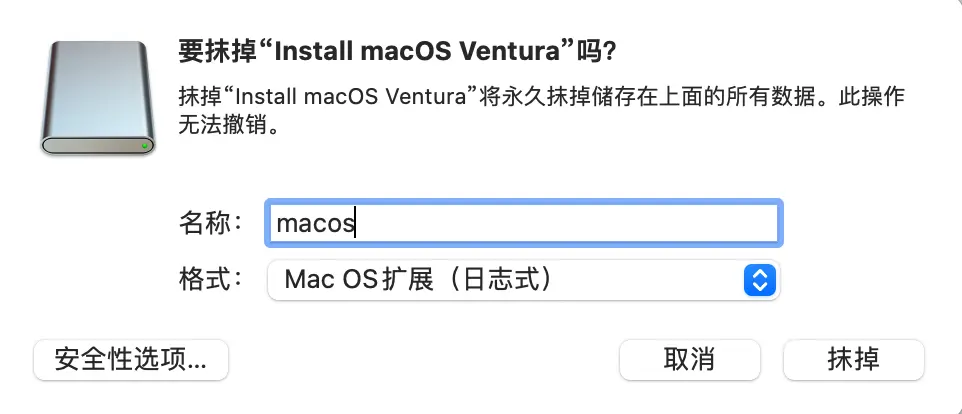 要抹掉“Install macOS Ventura”吗?
抹掉“Install macOS Ventura”将永久抹掉储存在上面的所有数据。此操作
无法撤销。
名称：
macos
格式：
Mac OS扩展（日志式）
安全性选项...
取消
抹掉